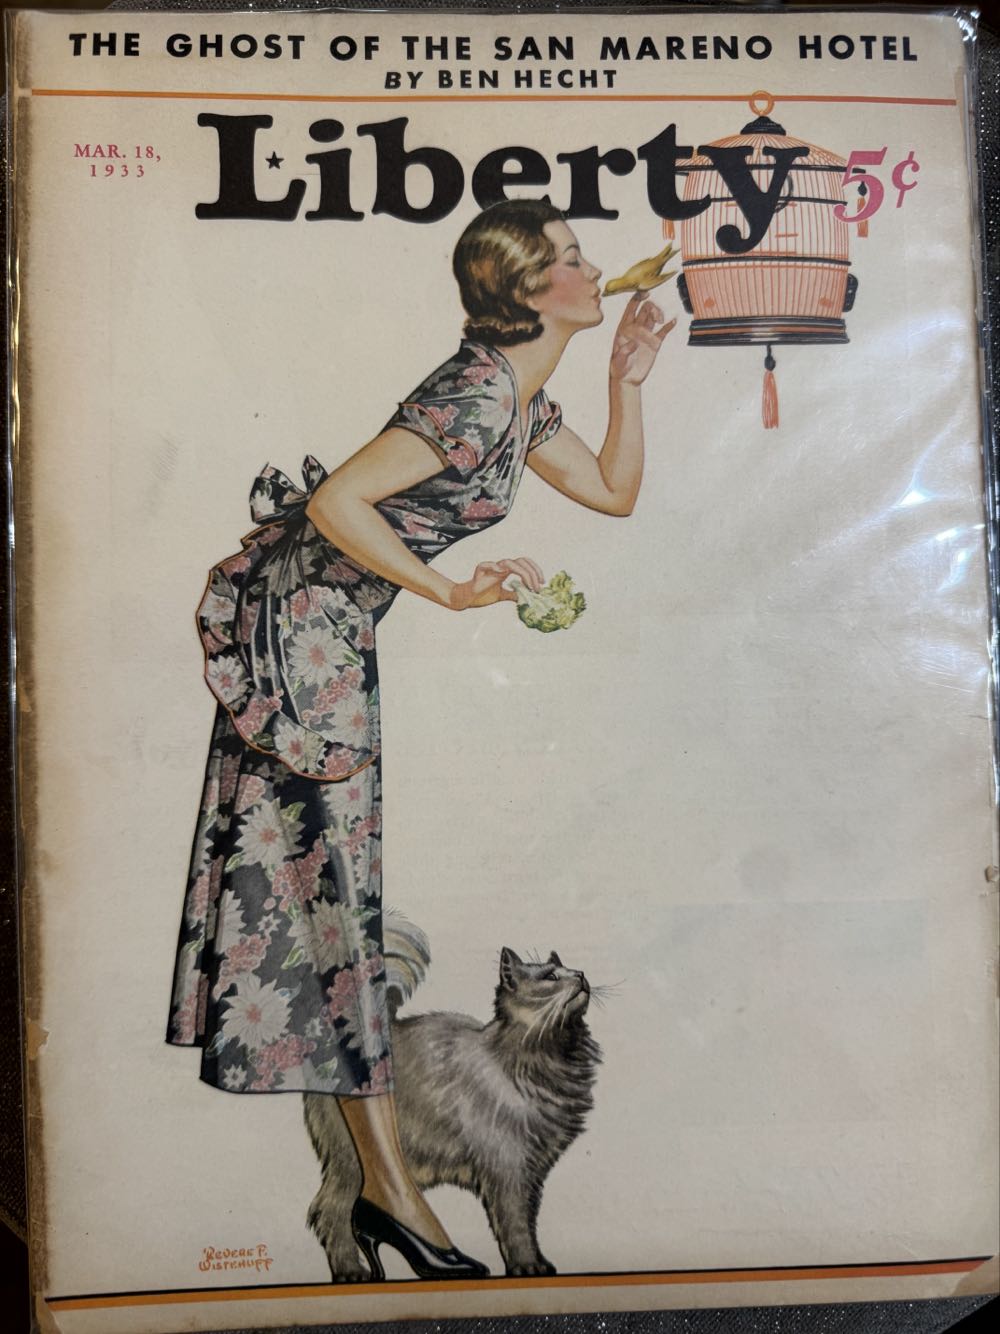 THE GHOST OF THE SAN MARENO HOTEL
BY BEN HECHT
Liberty
MAR. 18,
1933
5¢
REVERE F.
WISTEHUFF